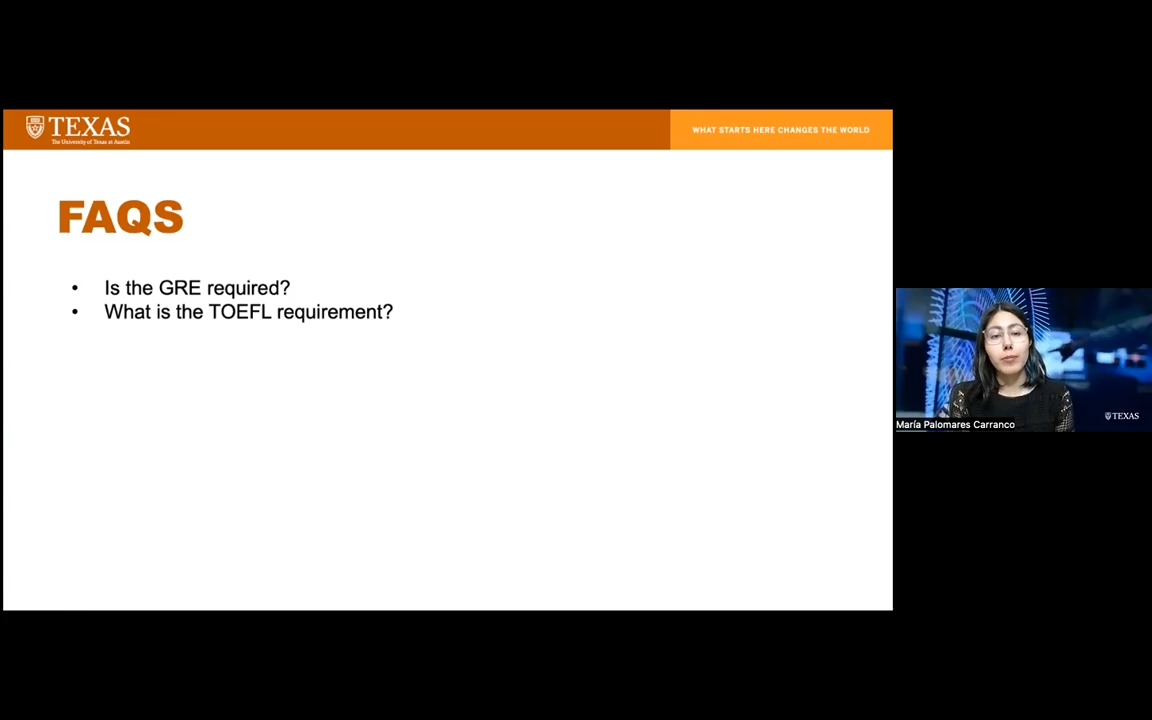 TEXAS
The University of Texas at Austin
WHAT STARTS HERE CHANGES THE WORLD
FAQS
• Is the GRE required?
• What is the TOEFL requirement?
TEXAS
María Palomares Carranco